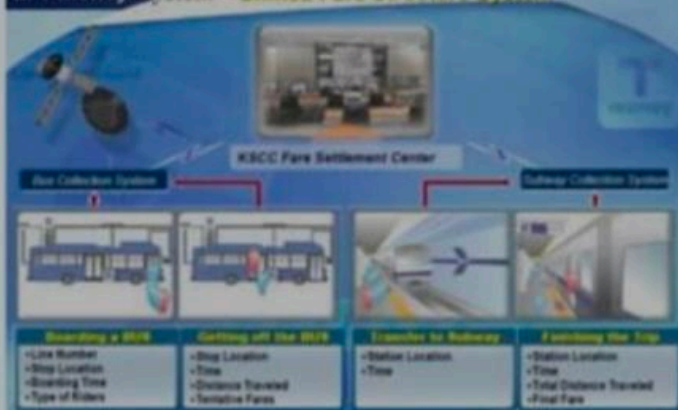 KSCC Fare Settlement Center
Bus Collection System
Subway Collection System
Boarding a BUS
Getting off the BUS
Transfer to Subway
Finishing the Trip
•Line Number
•Stop Location
•Boarding Time
•Type of Riders
•Stop Location
•Time
•Distance Traveled
•Tentative Fares
•Station Location
•Time
•Station Location
•Time
•Total Distance Traveled
•Final Fare